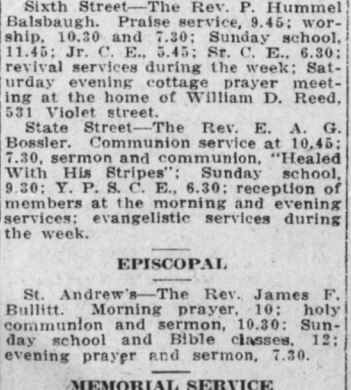 Sixth Street—The Rev. P. Hummel
Balsbaugh. Praise service, 9.45; wor-
ship, 10.30 and 7.30; Sunday school,
11.45; Jr. C. E., 5.45; Sr. C. E., 6.30;
revival services during the week; Sat-
urday evening cottage prayer meet-
ing at the home of William D. Reed,
531 Violet street.
State Street—The Rev. E. A. G.
Bossler. Communion service at 10.45;
7.30, sermon and communion, "Healed
With His Stripes"; Sunday school,
9.30; Y. P. S. C. E., 6.30; reception of
members at the morning and evening
services; evangelistic services during
the week.
EPISCOPAL
St. Andrew's—The Rev. James F.
Bullitt. Morning prayer, 10; holy
communion and sermon, 10.30; Sun-
day school and Bible classes, 12;
evening prayer and sermon, 7.30.
MEMORIAL SERVICE